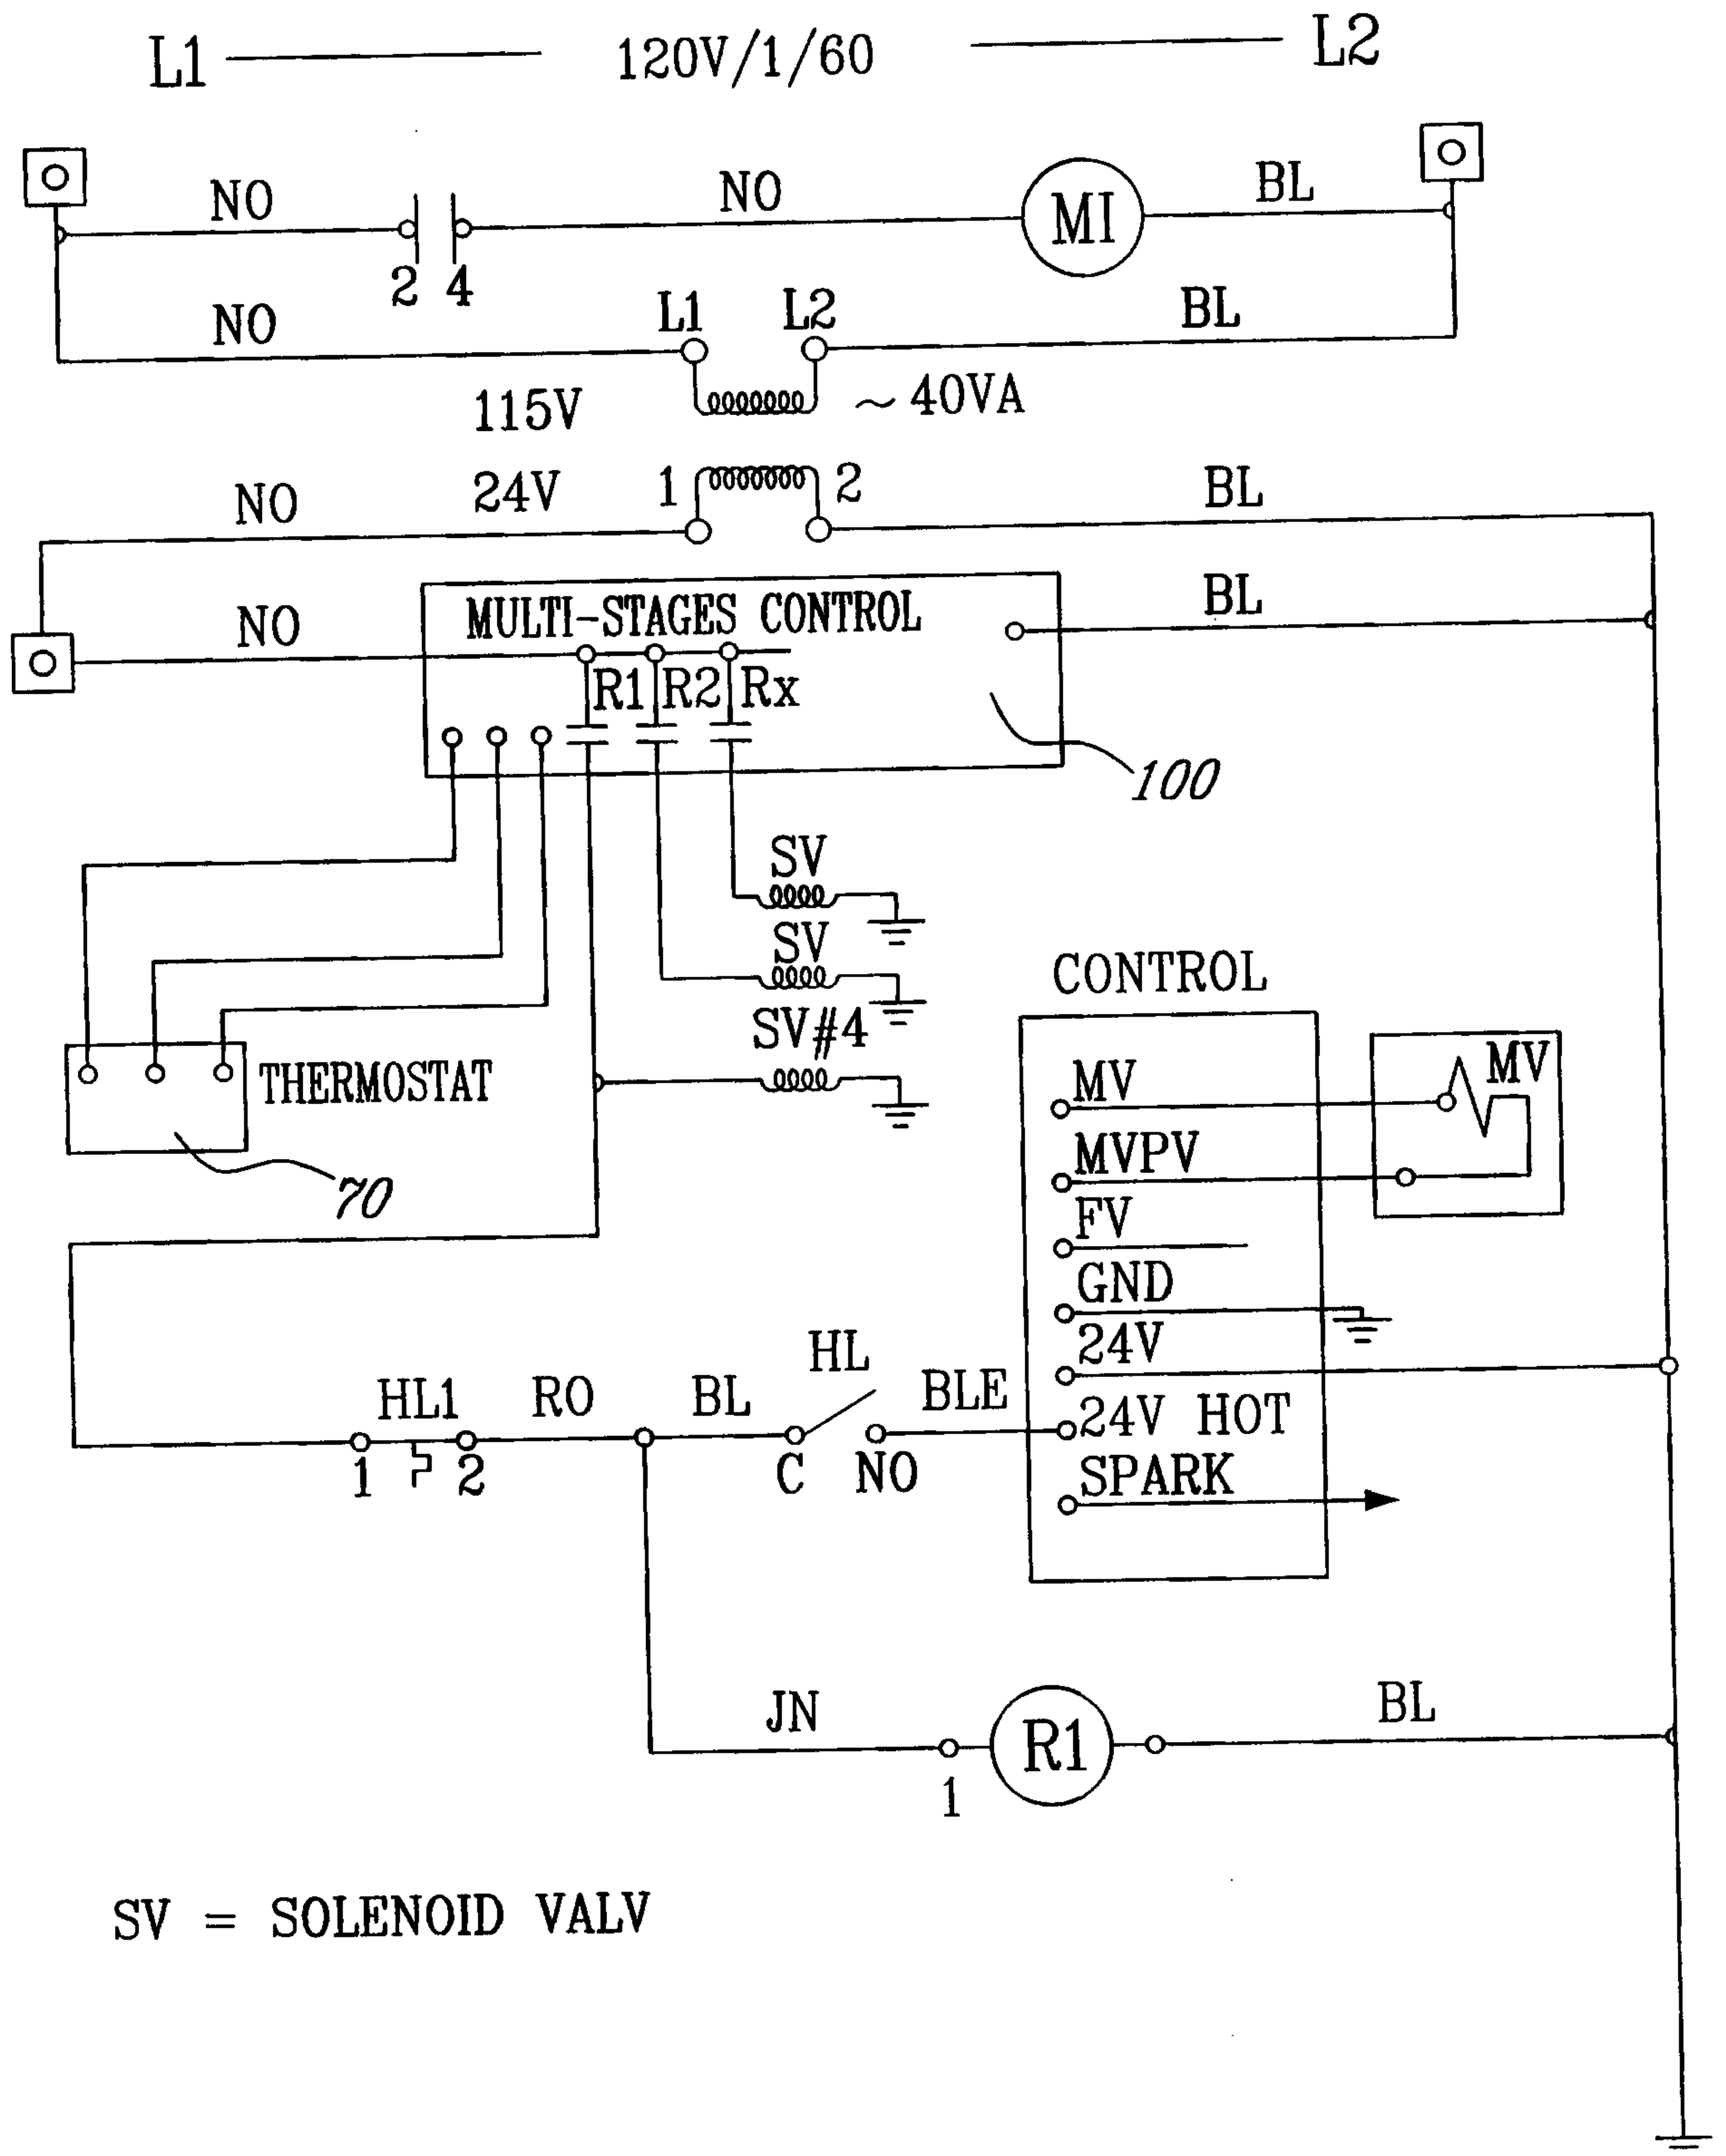 L1 120V/1/60 L2
NO NO MI BL
2 4
NO L1 L2 BL
115V ~ 40VA
24V 1 2
NO BL
MULTI-STAGES CONTROL BL
NO
R1 R2 Rx
100
SV
SV
SV#4
CONTROL
THERMOSTAT
70
MV MV
MVPV
FV
GND
24V
HL
HL1 RO BL BLE 24V HOT
1 2 C NO SPARK
JN R1 BL
1
SV = SOLENOID VALV